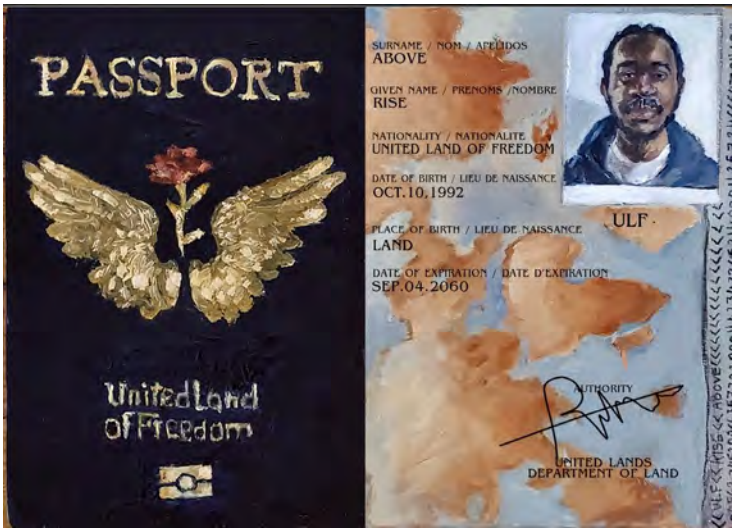 PASSPORT
United Land
of Freedom
SURNAME / NOM / APELIDOS
ABOVE
GIVEN NAME / PRENOMS /NOMBRE
RISE
NATIONALITY / NATIONALITE
UNITED LAND OF FREEDOM
DATE OF BIRTH / LIEU DE NAISSANCE
OCT.10,1992
PLACE OF BIRTH / LIEU DE NAISSANCE
LAND
DATE OF EXPIRATION / DATE D'EXPIRATION
SEP.04.2060
ULF
AUTHORITY
UNITED LANDS
DEPARTMENT OF LAND